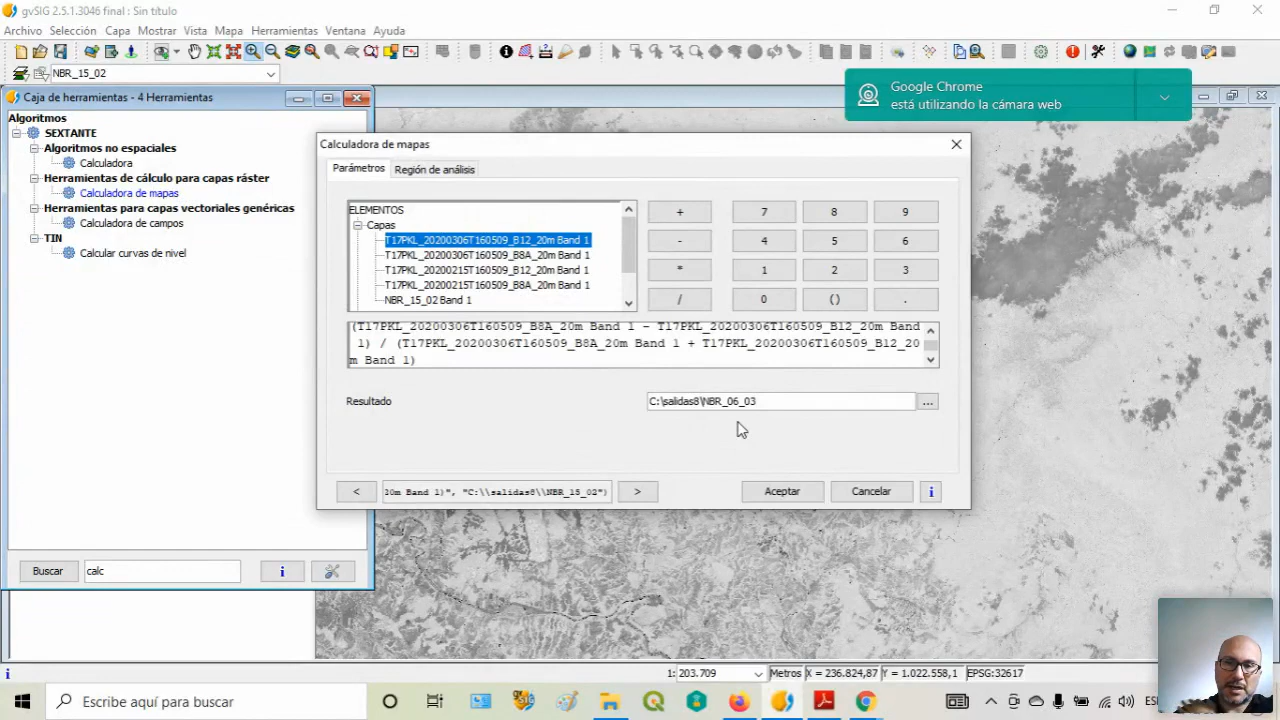 gvSIG 2.5.1.3046 final : Sin título
Archivo Selección Capa Mostrar Herramientas Ventana Ayuda
NBR_15_02
Google Chrome
está utilizando la cámara web
Caja de herramientas - 4 Herramientas
Algoritmos
SEXTANTE
Algoritmos no espaciales
Calculadora
Herramientas de cálculo para capas ráster
Calculadora de mapas
Herramientas para capas vectoriales genéricas
Calculadora de campos
TIN
Calcular curvas de nivel
Buscar calc
Calculadora de mapas
Parámetros Región de análisis
ELEMENTOS
Capas
T17PKL_20200306T160509_B12_20m Band 1
T17PKL_20200306T160509_B8A_20m Band 1
T17PKL_20200215T160509_B12_20m Band 1
T17PKL_20200215T160509_B8A_20m Band 1
NBR_15_02 Band 1
+ 7 8 9
- 4 5 6
* 1 2 3
/ 0 () .
(T17PKL_20200306T160509_B8A_20m Band 1 - T17PKL_20200306T160509_B12_20m Band
1) / (T17PKL_20200306T160509_B8A_20m Band 1 + T17PKL_20200306T160509_B12_20
m Band 1)
Resultado C:\salidas8\NBR_06_03 ...
< 20m Band 1)", "C:\\salidas8\\NBR_15_02") > Aceptar Cancelar
1: 203.709 Metros X = 236.824,87 Y = 1.022.558,1 EPSG:32617
Escribe aquí para buscar